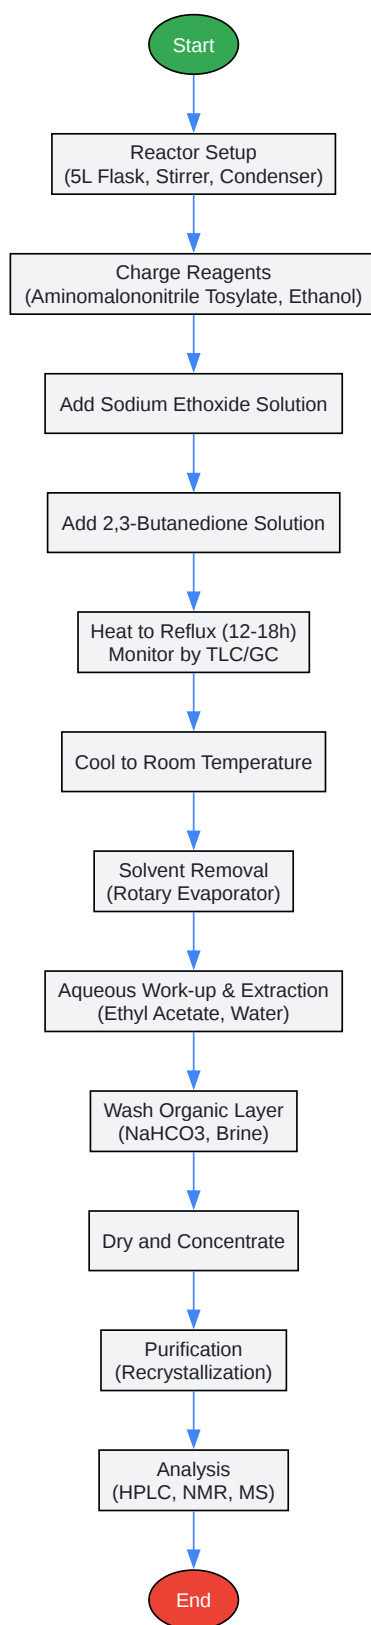 Start
Reactor Setup
(5L Flask, Stirrer, Condenser)
Charge Reagents
(Aminomalononitrile Tosylate, Ethanol)
Add Sodium Ethoxide Solution
Add 2,3-Butanedione Solution
Heat to Reflux (12-18h)
Monitor by TLC/GC
Cool to Room Temperature
Solvent Removal
(Rotary Evaporator)
Aqueous Work-up & Extraction
(Ethyl Acetate, Water)
Wash Organic Layer
(NaHCO3, Brine)
Dry and Concentrate
Purification
(Recrystallization)
Analysis
(HPLC, NMR, MS)
End